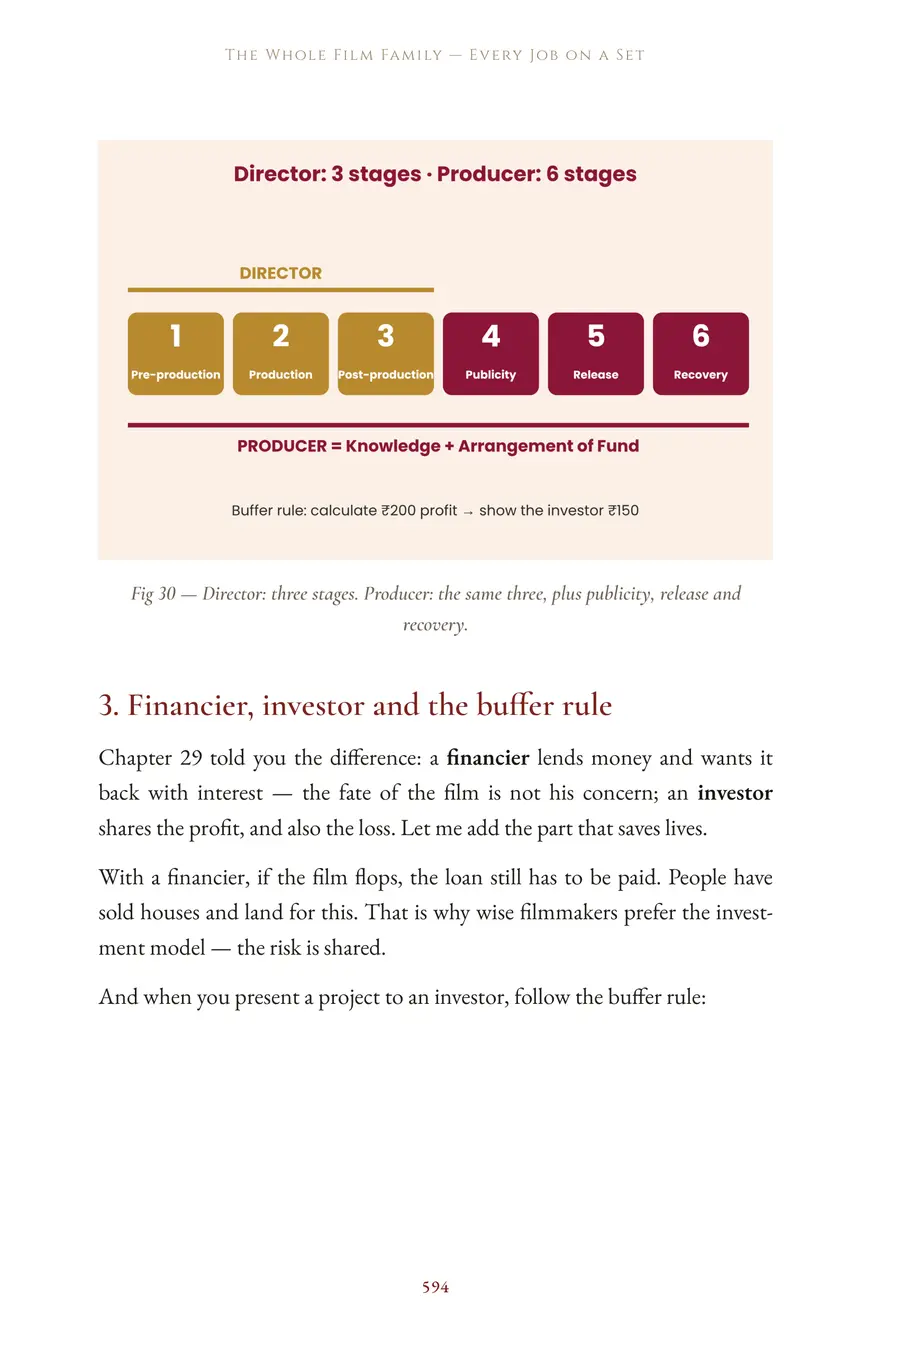 The Whole Film Family — Every Job on a Set
Director: 3 stages · Producer: 6 stages
DIRECTOR
1 2 3 4 5 6
Pre-production Production Post-production Publicity Release Recovery
PRODUCER = Knowledge + Arrangement of Fund
Buffer rule: calculate ₹200 profit → show the investor ₹150
Fig 30 — Director: three stages. Producer: the same three, plus publicity, release and
recovery.
3. Financier, investor and the buffer rule
Chapter 29 told you the difference: a financier lends money and wants it
back with interest — the fate of the film is not his concern; an investor
shares the profit, and also the loss. Let me add the part that saves lives.
With a financier, if the film flops, the loan still has to be paid. People have
sold houses and land for this. That is why wise filmmakers prefer the invest-
ment model — the risk is shared.
And when you present a project to an investor, follow the buffer rule:
594